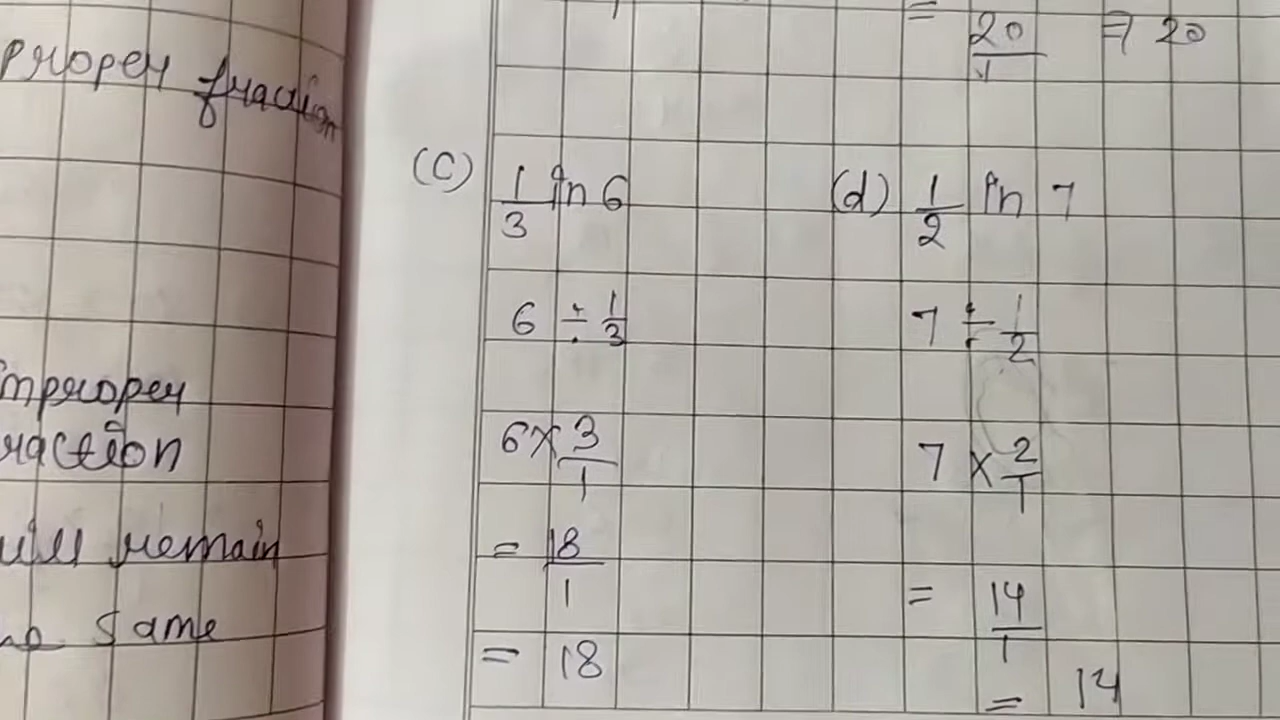 proper fraction
improper
fraction
will remain
same
= 20/1 => 20
(C) 1/3 in 6
6 ÷ 1/3
6 × 3/1
= 18/1
= 18
(d) 1/2 in 7
7 ÷ 1/2
7 × 2/1
= 14/1
= 14